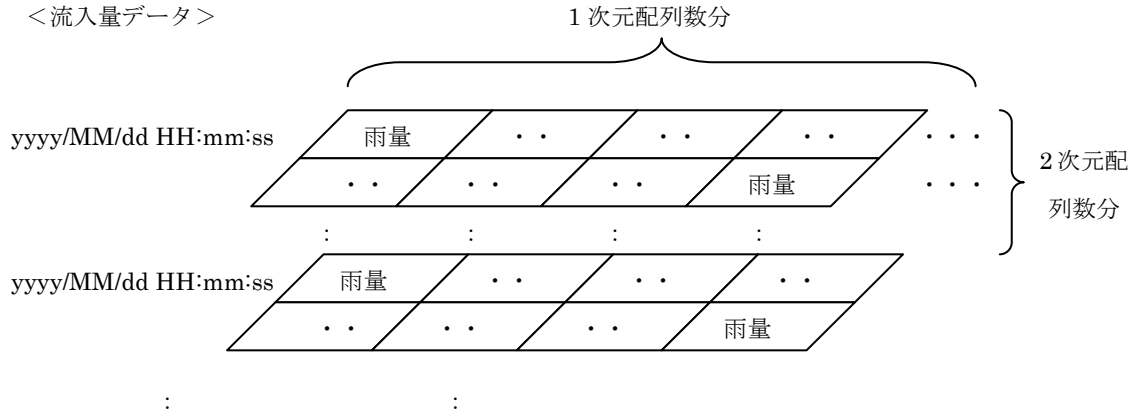 ＜流入量データ＞
1 次元配列数分
yyyy/MM/dd HH:mm:ss
雨量 ・・ ・・ ・・ ・・・
・・ ・・ ・・ 雨量 ・・・
2 次元配
列数分
: : : :
yyyy/MM/dd HH:mm:ss
雨量 ・・ ・・ ・・
・・ ・・ ・・ 雨量
: :